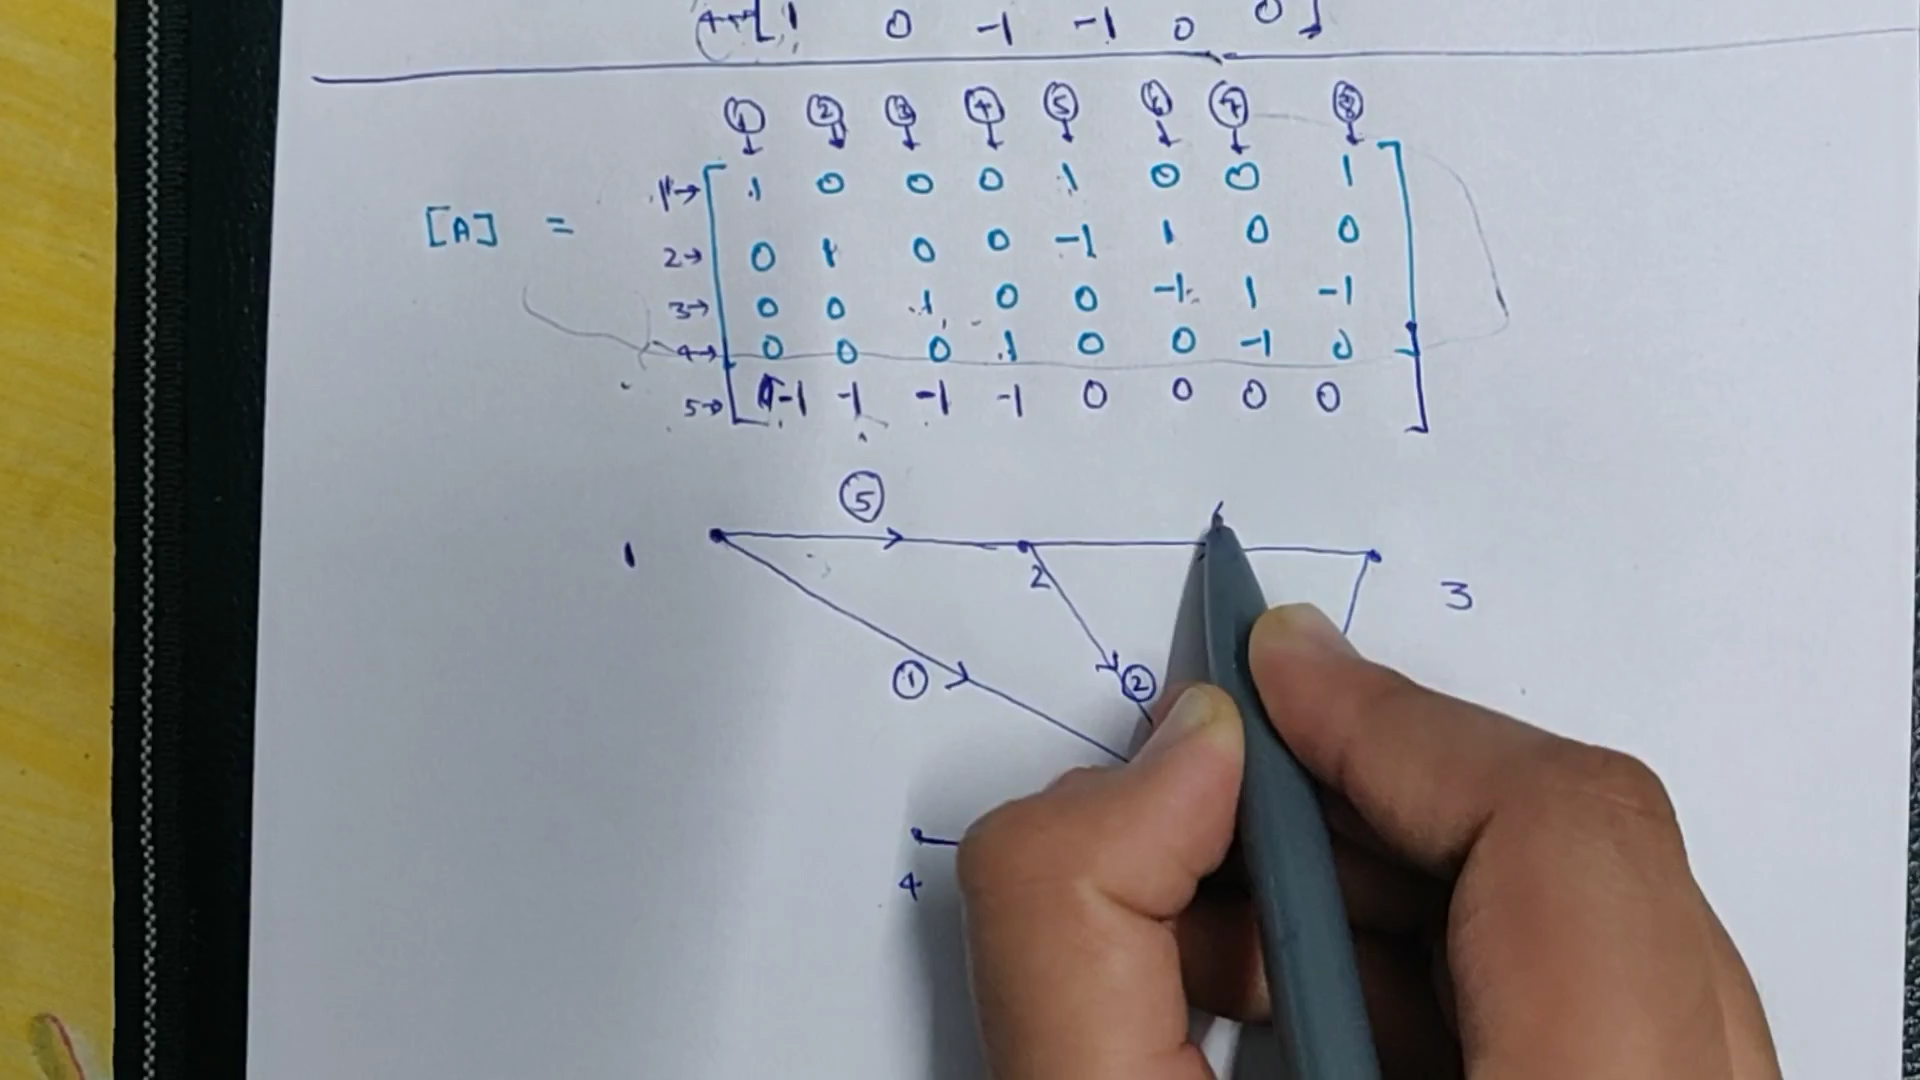 1 0 -1 -1 0 0 ]
① ② ③ ④ ⑤ ⑥ ⑦ ⑧
1→ [ 1 0 0 0 1 0 0 1 ]
[A] =
2→ 0 1 0 0 -1 1 0 0
3→ 0 0 1 0 0 -1 1 -1
4→ 0 0 0 1 0 0 -1 0
5→ -1 -1 -1 -1 0 0 0 0
⑤
1
2
3
① ②
4